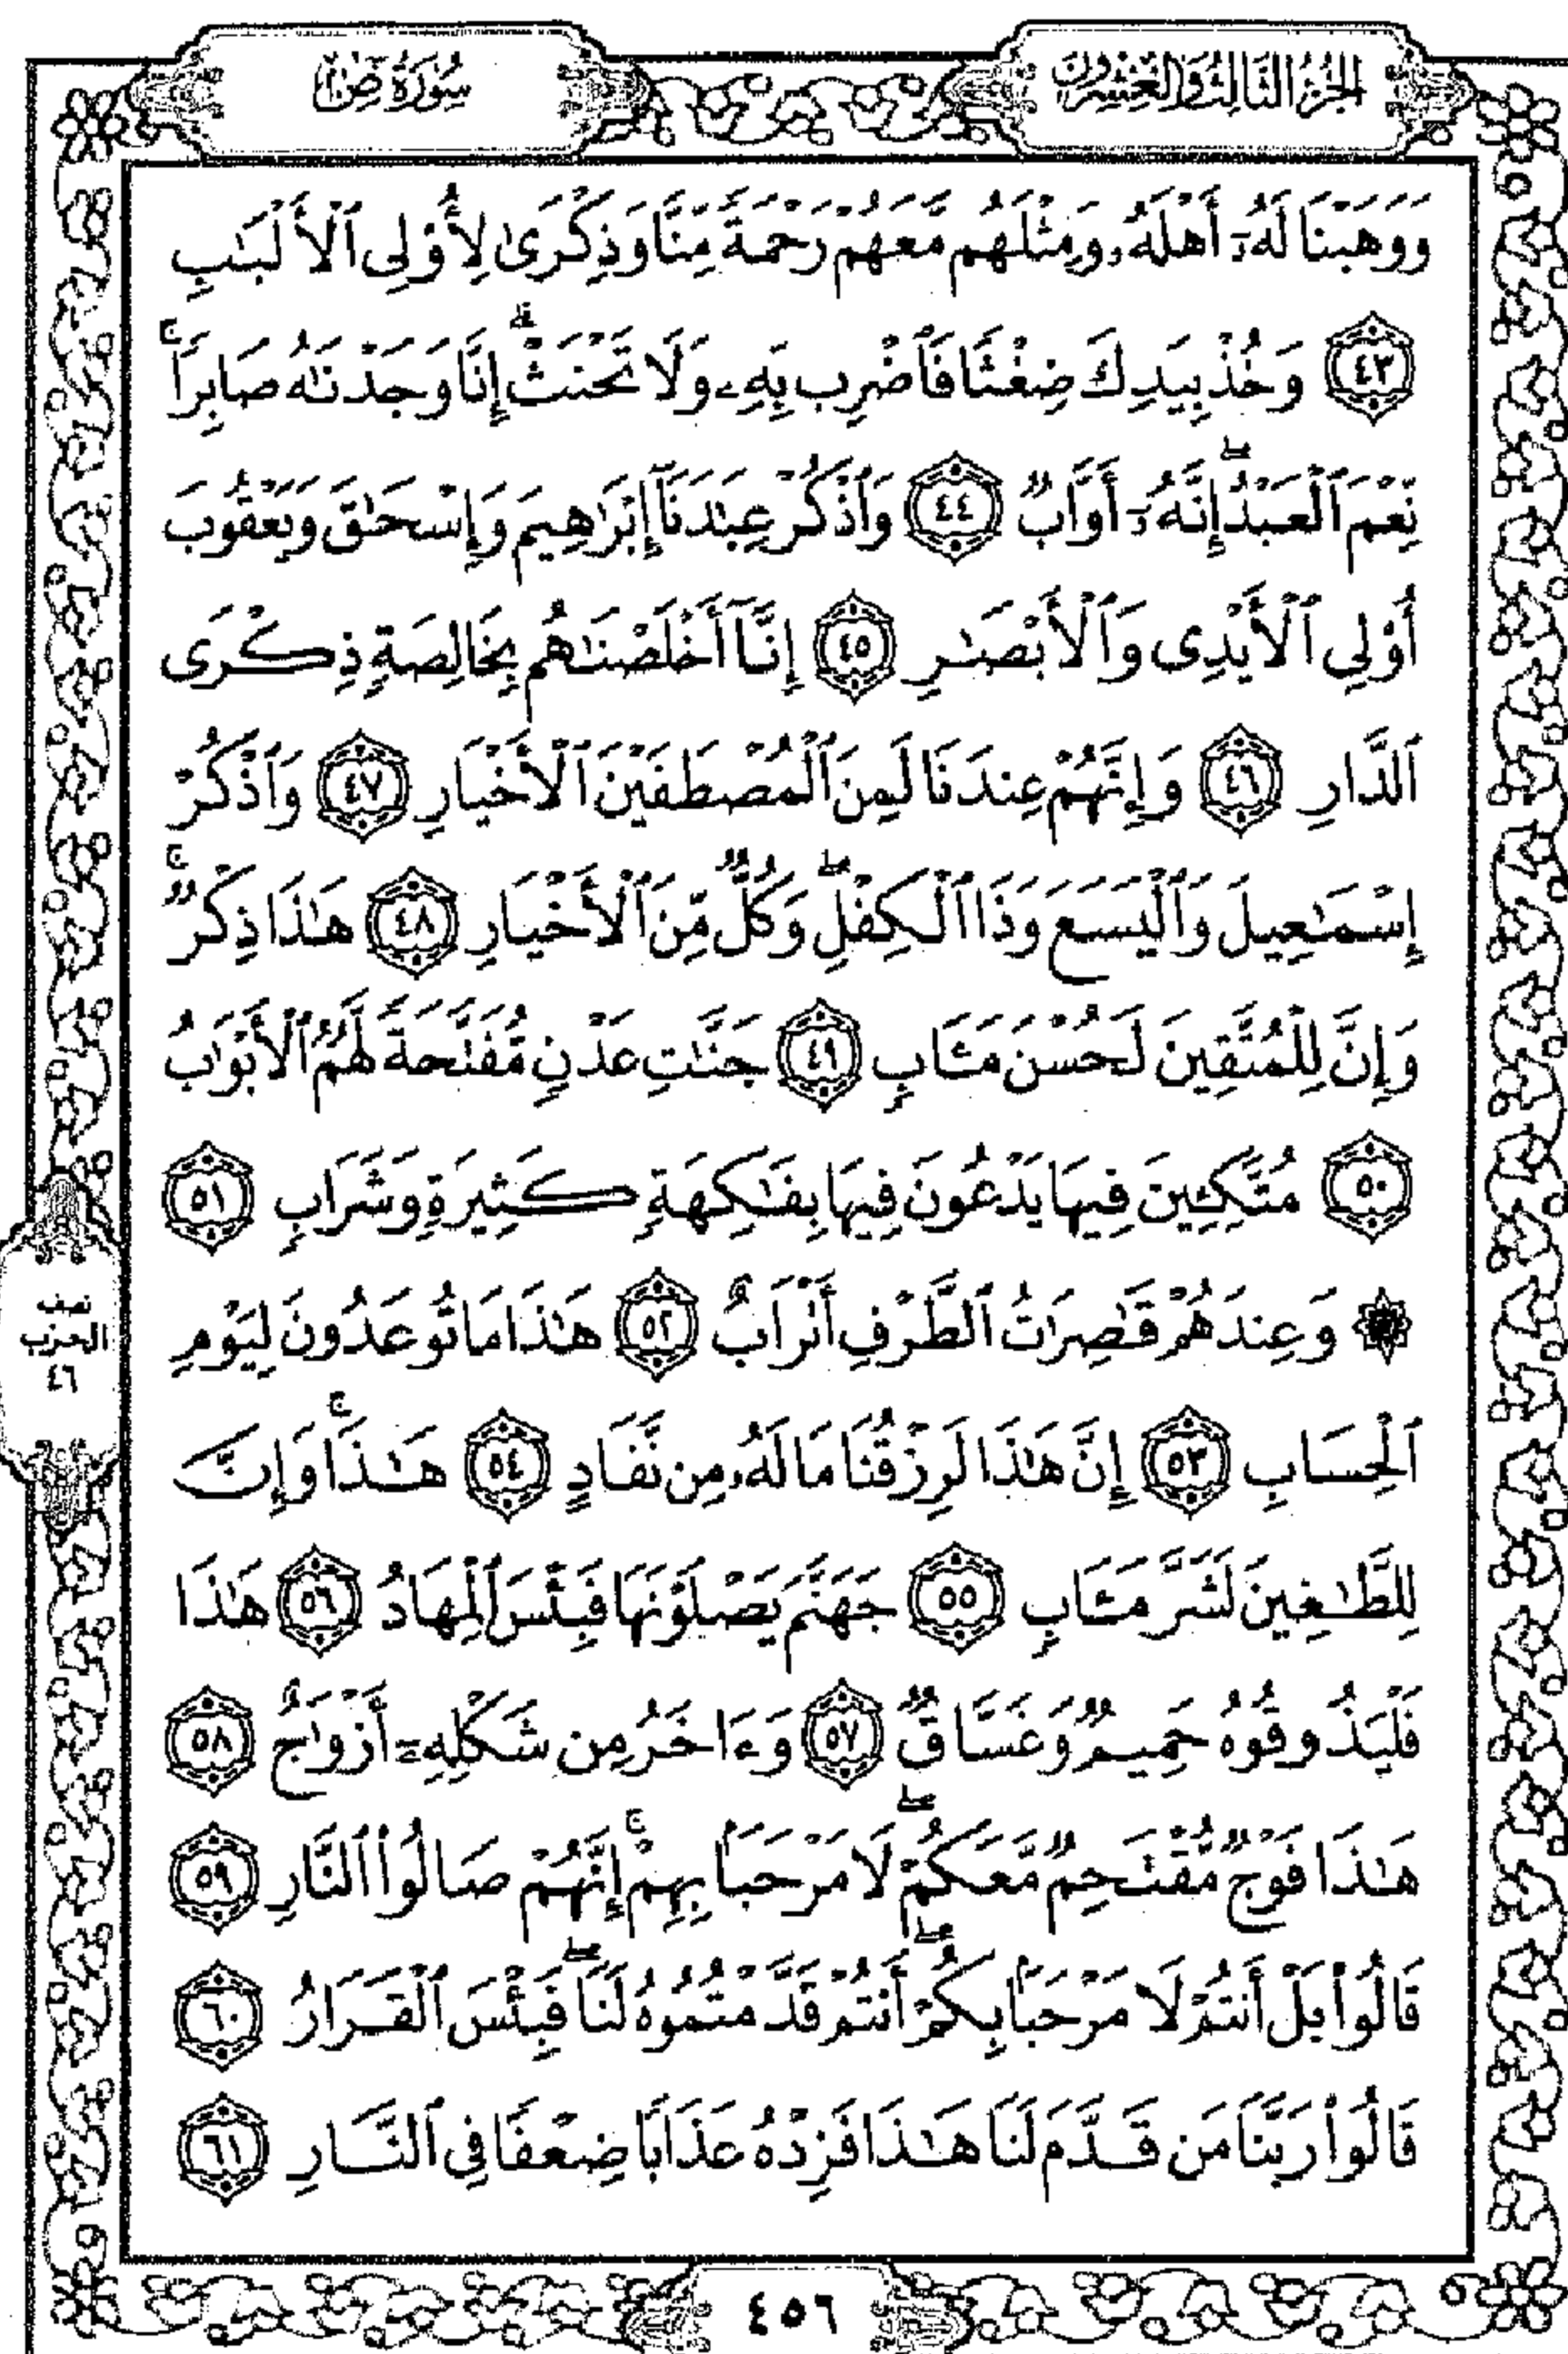 الجزء الثالث والعشرون
سورة ص
وَوَهَبْنَا لَهُۥٓ أَهْلَهُۥ وَمِثْلَهُم مَّعَهُمْ رَحْمَةً مِّنَّا وَذِكْرَىٰ لِأُو۟لِى ٱلْأَلْبَٰبِ
٤٣ وَخُذْ بِيَدِكَ ضِغْثًا فَٱضْرِب بِّهِۦ وَلَا تَحْنَثْ ۗ إِنَّا وَجَدْنَٰهُ صَابِرًا ۚ
نِّعْمَ ٱلْعَبْدُ ۖ إِنَّهُۥٓ أَوَّابٌ ٤٤ وَٱذْكُرْ عِبَٰدَنَآ إِبْرَٰهِيمَ وَإِسْحَٰقَ وَيَعْقُوبَ
أُو۟لِى ٱلْأَيْدِى وَٱلْأَبْصَٰرِ ٤٥ إِنَّآ أَخْلَصْنَٰهُم بِخَالِصَةٍ ذِكْرَى
ٱلدَّارِ ٤٦ وَإِنَّهُمْ عِندَنَا لَمِنَ ٱلْمُصْطَفَيْنَ ٱلْأَخْيَارِ ٤٧ وَٱذْكُرْ
إِسْمَٰعِيلَ وَٱلْيَسَعَ وَذَا ٱلْكِفْلِ ۖ وَكُلٌّ مِّنَ ٱلْأَخْيَارِ ٤٨ هَٰذَا ذِكْرٌ ۚ
وَإِنَّ لِلْمُتَّقِينَ لَحُسْنَ مَـَٔابٍ ٤٩ جَنَّٰتِ عَدْنٍ مُّفَتَّحَةً لَّهُمُ ٱلْأَبْوَٰبُ
٥٠ مُتَّكِـِٔينَ فِيهَا يَدْعُونَ فِيهَا بِفَٰكِهَةٍ كَثِيرَةٍ وَشَرَابٍ ٥١
۞ وَعِندَهُمْ قَٰصِرَٰتُ ٱلطَّرْفِ أَتْرَابٌ ٥٢ هَٰذَا مَا تُوعَدُونَ لِيَوْمِ
ٱلْحِسَابِ ٥٣ إِنَّ هَٰذَا لَرِزْقُنَا مَا لَهُۥ مِن نَّفَادٍ ٥٤ هَٰذَا ۚ وَإِنَّ
لِلطَّٰغِينَ لَشَرَّ مَـَٔابٍ ٥٥ جَهَنَّمَ يَصْلَوْنَهَا فَبِئْسَ ٱلْمِهَادُ ٥٦ هَٰذَا
فَلْيَذُوقُوهُ حَمِيمٌ وَغَسَّاقٌ ٥٧ وَءَاخَرُ مِن شَكْلِهِۦٓ أَزْوَٰجٌ ٥٨
هَٰذَا فَوْجٌ مُّقْتَحِمٌ مَّعَكُمْ ۖ لَا مَرْحَبًۢا بِهِمْ ۚ إِنَّهُمْ صَالُوا۟ ٱلنَّارِ ٥٩
قَالُوا۟ بَلْ أَنتُمْ لَا مَرْحَبًۢا بِكُمْ ۖ أَنتُمْ قَدَّمْتُمُوهُ لَنَا ۖ فَبِئْسَ ٱلْقَرَارُ ٦٠
قَالُوا۟ رَبَّنَا مَن قَدَّمَ لَنَا هَٰذَا فَزِدْهُ عَذَابًا ضِعْفًا فِى ٱلنَّارِ ٦١
نصف
الحزب
٤٦
٤٥٦